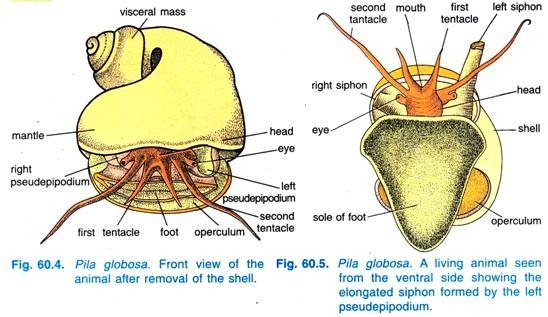 visceral mass
mantle
head
eye
right
pseudepipodium
left
pseudepipodium
second
tentacle
first tentacle
foot
operculum
Fig. 60.4. Pila globosa. Front view of the
animal after removal of the shell.
second
tantacle
mouth
first
tentacle
left siphon
right siphon
head
eye
shell
sole of foot
operculum
Fig. 60.5. Pila globosa. A living animal seen
from the ventral side showing the
elongated siphon formed by the left
pseudepipodium.